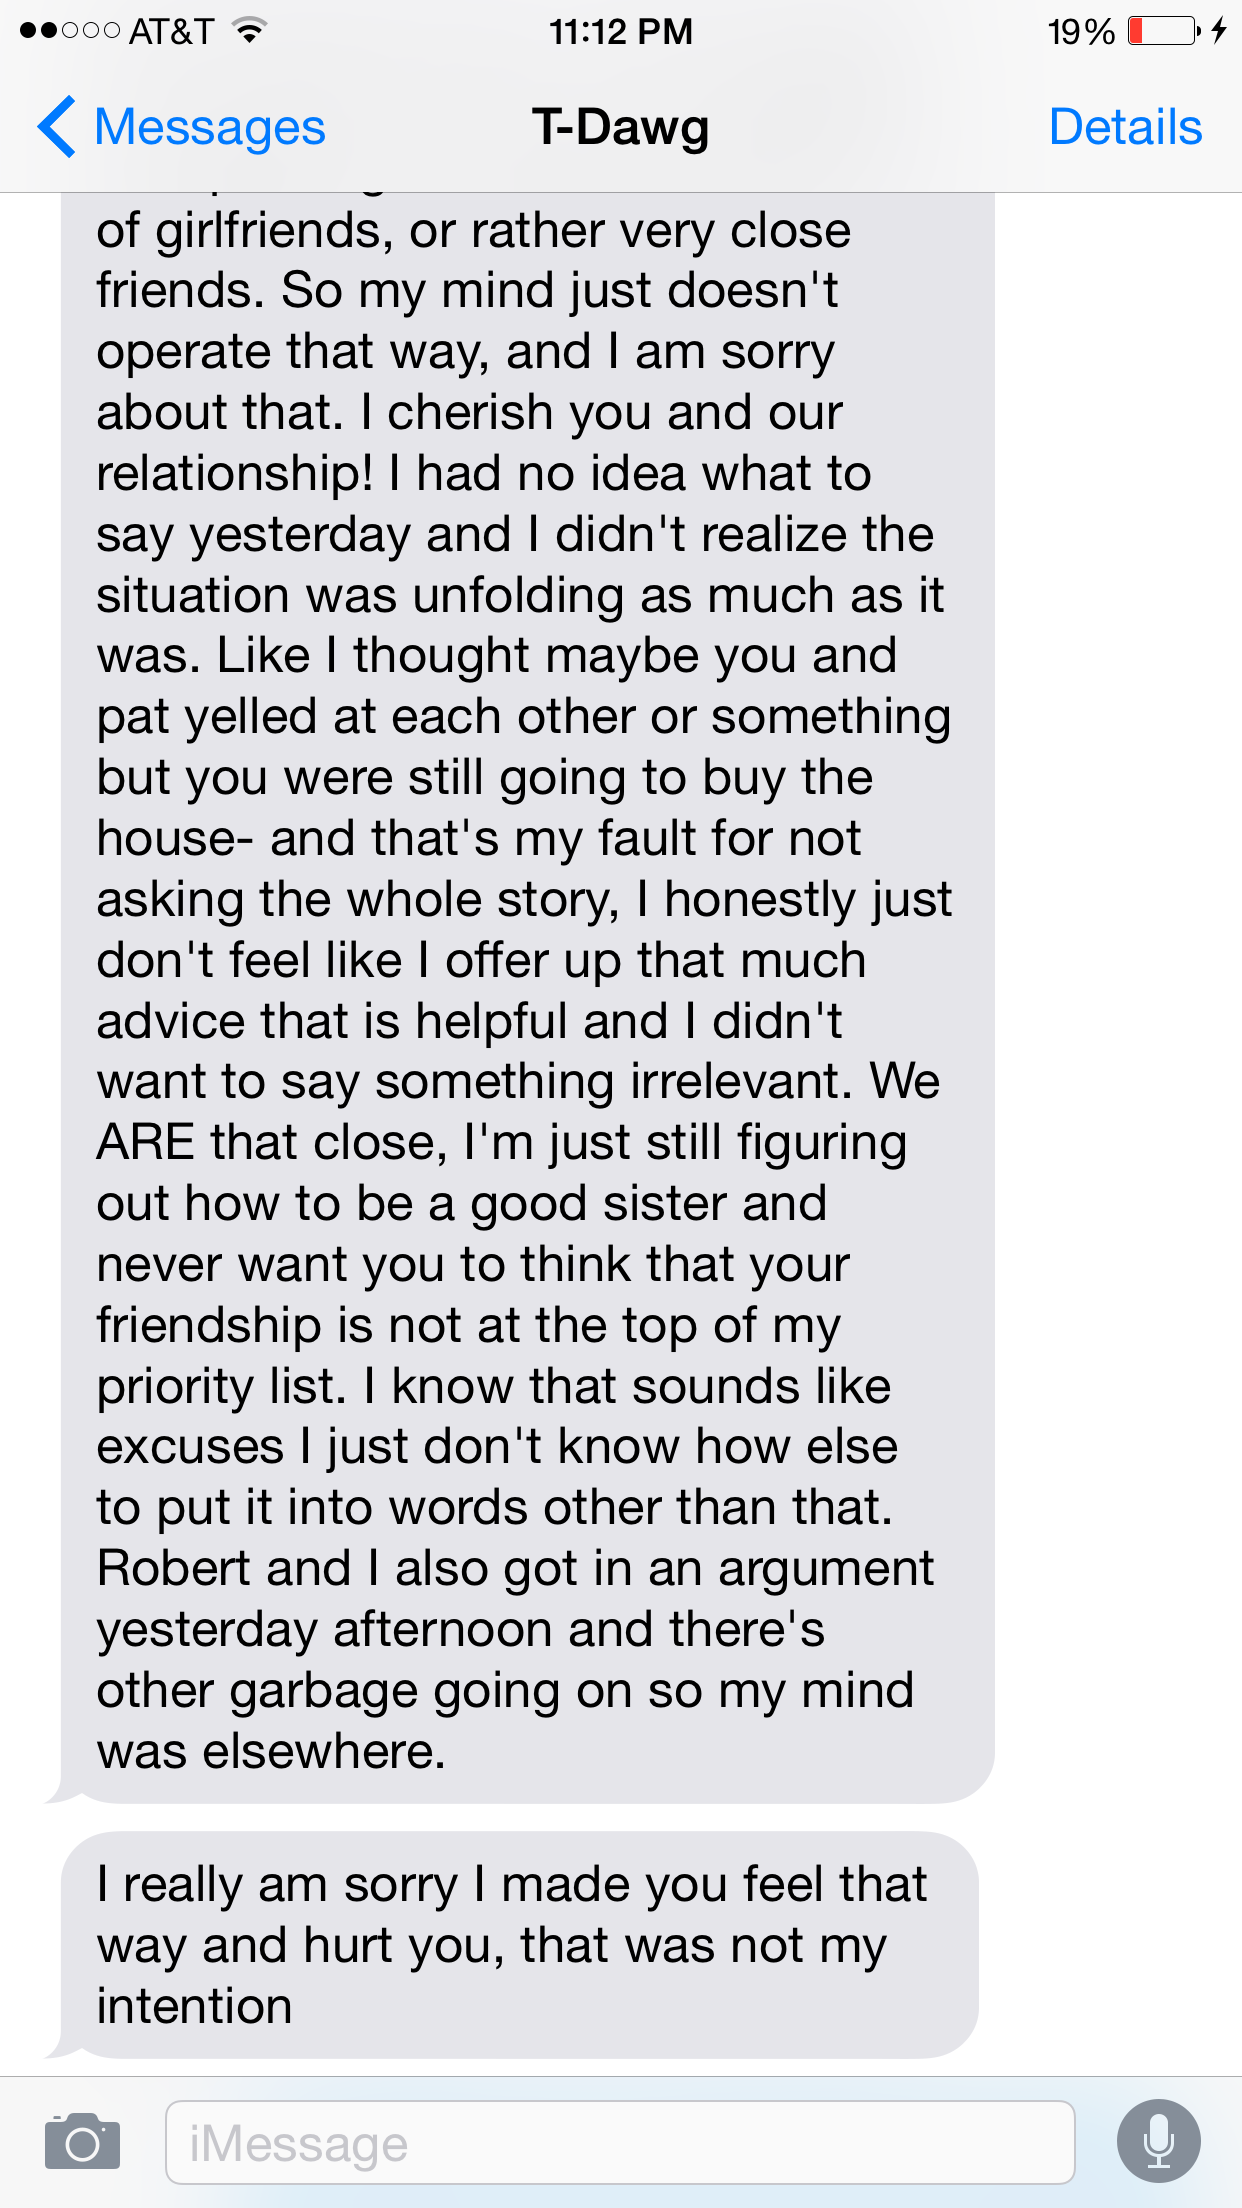 AT&T 11:12 PM 19%
Messages T-Dawg Details
of girlfriends, or rather very close
friends. So my mind just doesn't
operate that way, and I am sorry
about that. I cherish you and our
relationship! I had no idea what to
say yesterday and I didn't realize the
situation was unfolding as much as it
was. Like I thought maybe you and
pat yelled at each other or something
but you were still going to buy the
house- and that's my fault for not
asking the whole story, I honestly just
don't feel like I offer up that much
advice that is helpful and I didn't
want to say something irrelevant. We
ARE that close, I'm just still figuring
out how to be a good sister and
never want you to think that your
friendship is not at the top of my
priority list. I know that sounds like
excuses I just don't know how else
to put it into words other than that.
Robert and I also got in an argument
yesterday afternoon and there's
other garbage going on so my mind
was elsewhere.
I really am sorry I made you feel that
way and hurt you, that was not my
intention
iMessage